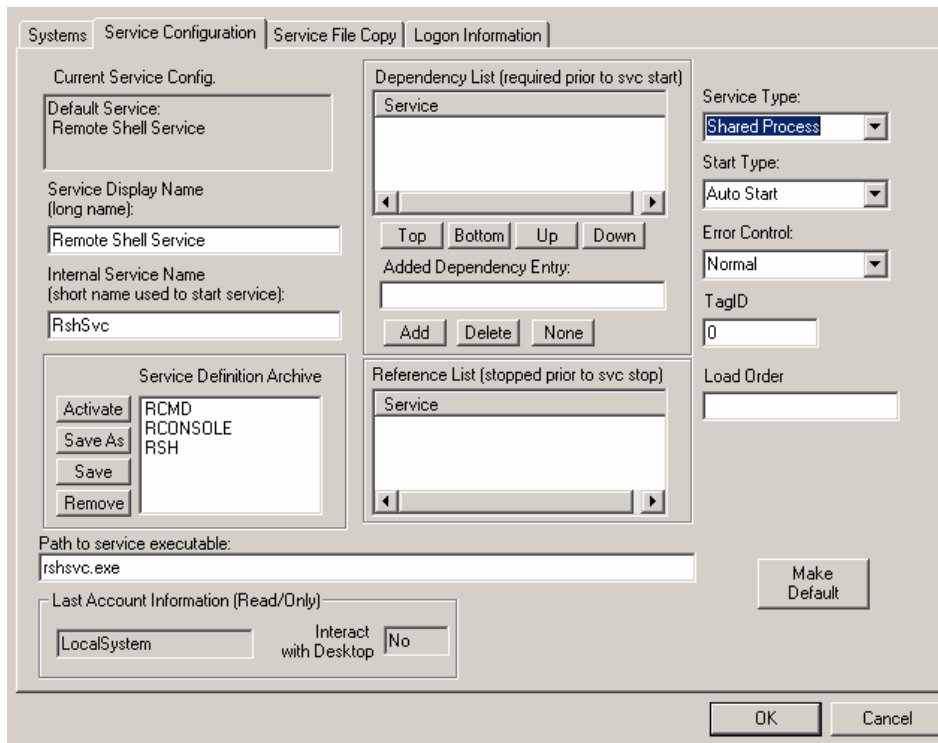 Systems
Service Configuration
Service File Copy
Logon Information
Current Service Config.
Default Service:
Remote Shell Service
Service Display Name
(long name):
Remote Shell Service
Internal Service Name
(short name used to start service):
RshSvc
Service Definition Archive
Activate
Save As
Save
Remove
RCMD
RCONSOLE
RSH
Dependency List (required prior to svc start)
Service
Top
Bottom
Up
Down
Added Dependency Entry:
Add
Delete
None
Reference List (stopped prior to svc stop)
Service
Service Type:
Shared Process
Start Type:
Auto Start
Error Control:
Normal
TagID
0
Load Order
Path to service executable:
rshsvc.exe
Make
Default
Last Account Information (Read/Only)
LocalSystem
Interact
with Desktop
No
OK
Cancel